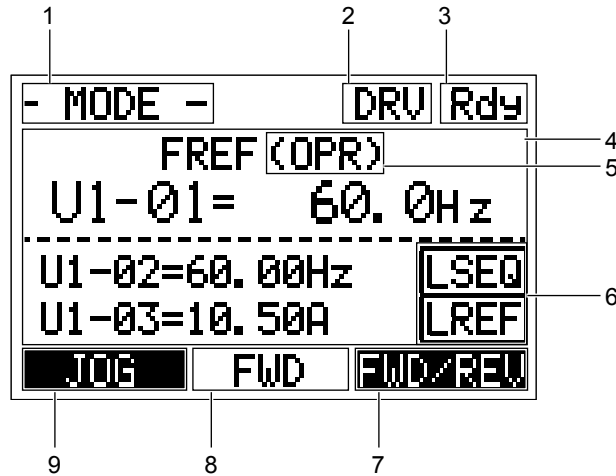 1 2 3
- MODE - DRV Rdy
4
FREF (OPR)
5
U1-01= 60.0Hz
U1-02=60.00Hz LSEQ
6
U1-03=10.50A LREF
JOG FWD FWD/REV
9 8 7